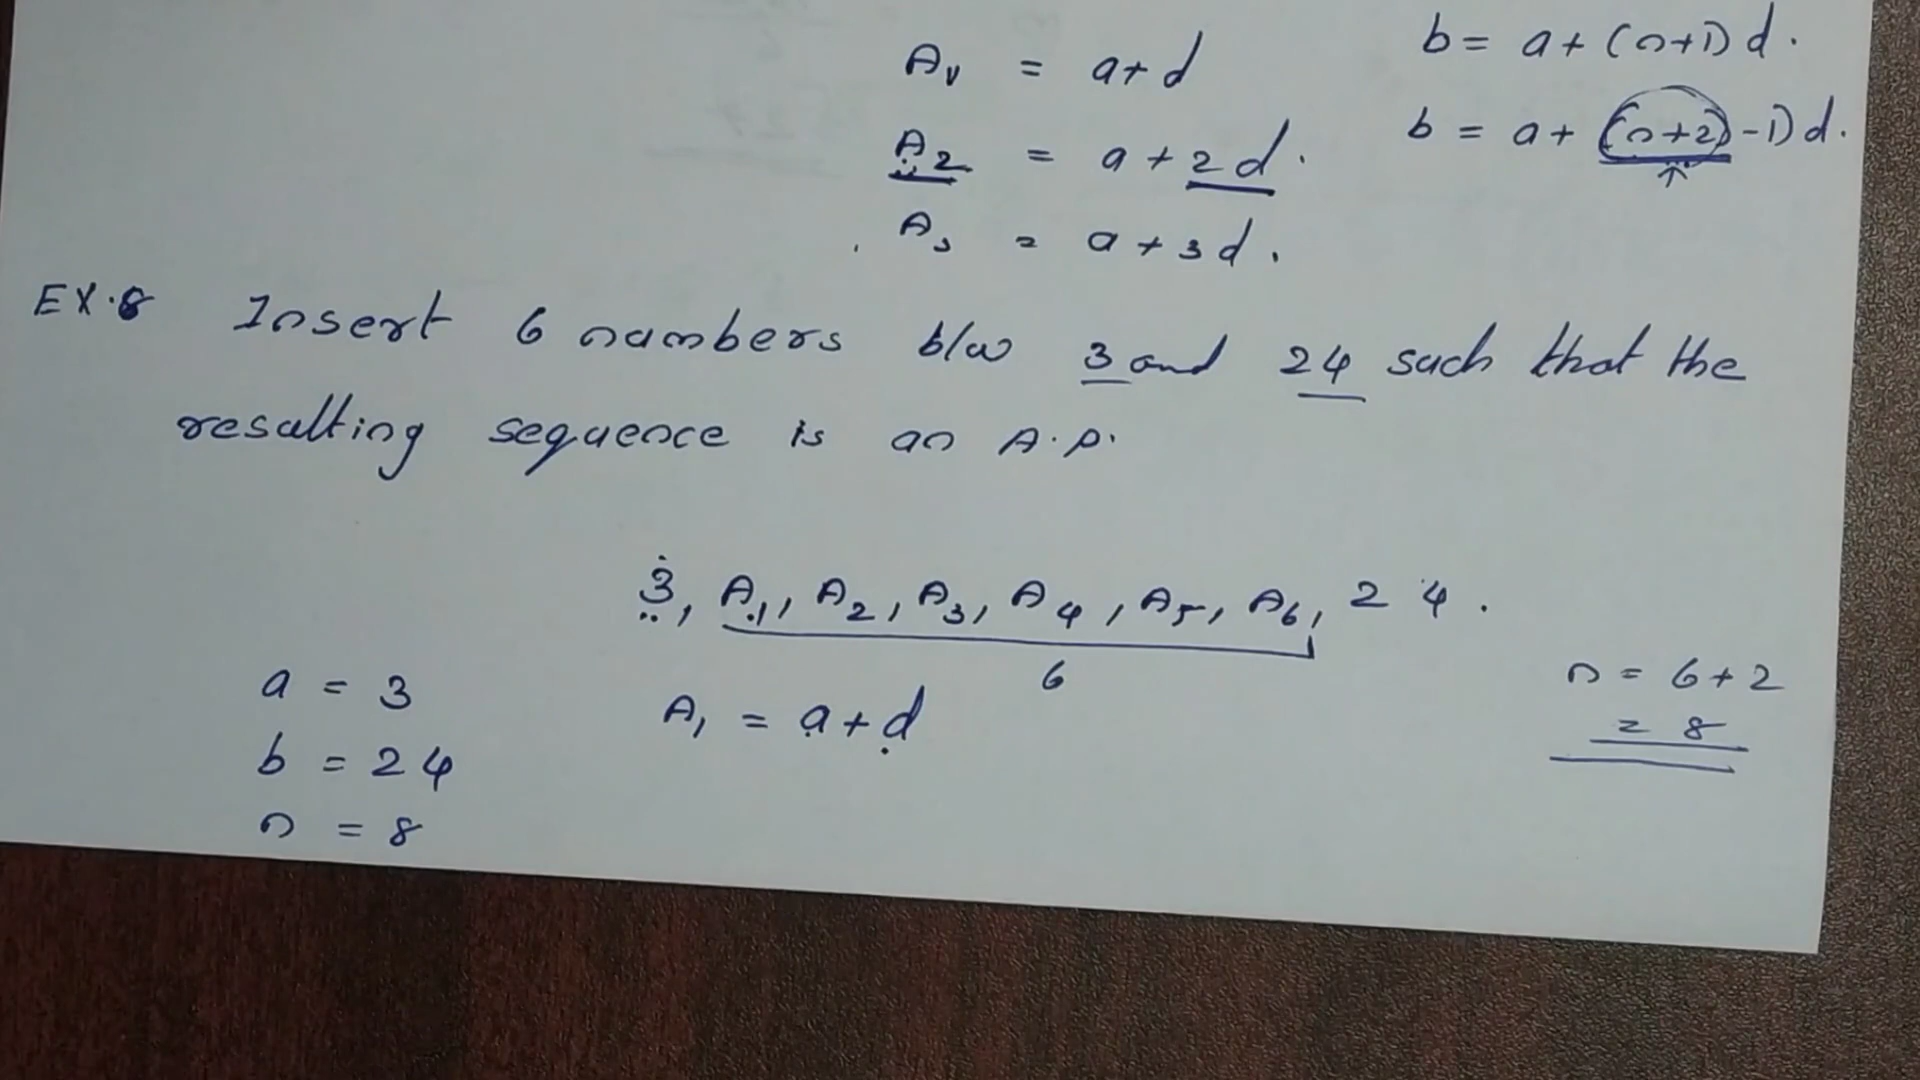 A1 = a+d
b = a+(n+1)d.
A2 = a+2d.
b = a+(n+2)-1)d.
A3 = a+3d.
EX.8 Insert 6 numbers b/w 3 and 24 such that the
resulting sequence is an A.P.
3, A1, A2, A3, A4, A5, A6, 24.
6
a = 3
A1 = a+d
n = 6+2
= 8
b = 24
n = 8